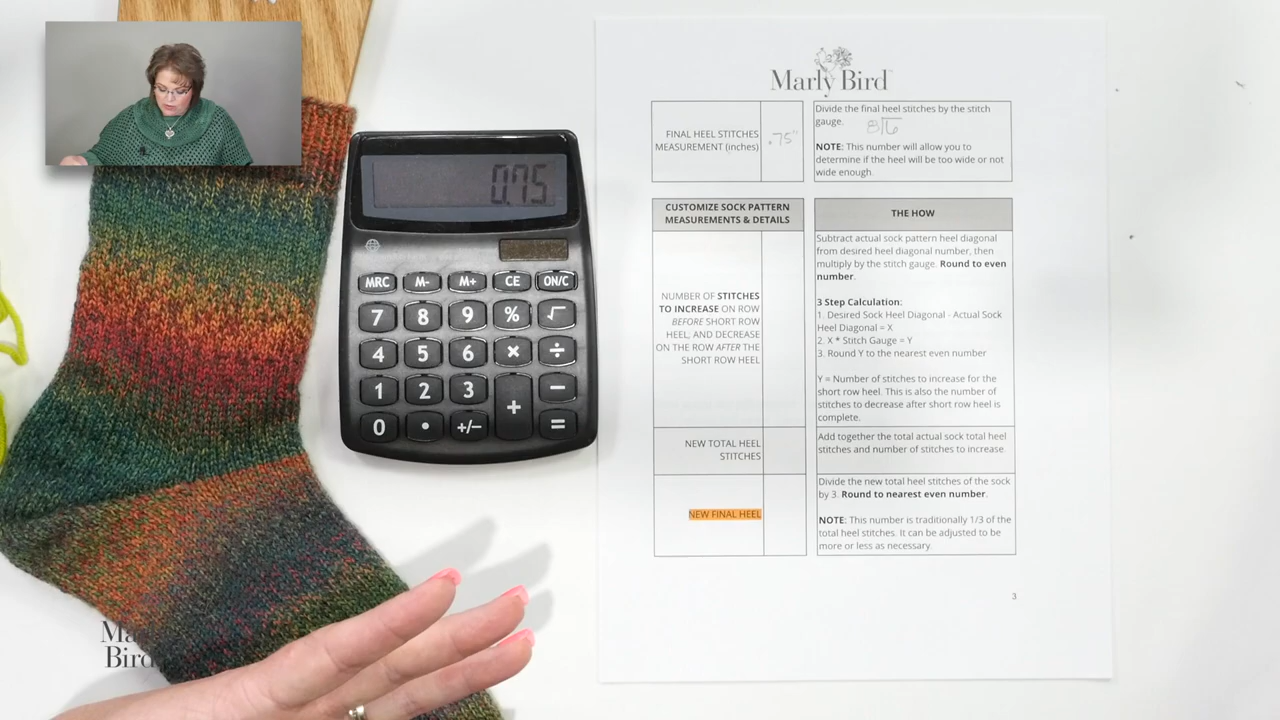 Marly Bird
FINAL HEEL STITCHES
MEASUREMENT (inches)
.75"
Divide the final heel stitches by the stitch
gauge.
8⟌6
NOTE: This number will allow you to
determine if the heel will be too wide or not
wide enough.
CUSTOMIZE SOCK PATTERN
MEASUREMENTS & DETAILS
THE HOW
NUMBER OF STITCHES
TO INCREASE ON ROW
BEFORE SHORT ROW
HEEL, AND DECREASE
ON THE ROW AFTER THE
SHORT ROW HEEL
Subtract actual sock pattern heel diagonal
from desired heel diagonal number, then
multiply by the stitch gauge. Round to even
number.
3 Step Calculation:
1. Desired Sock Heel Diagonal - Actual Sock
Heel Diagonal = X
2. X * Stitch Gauge = Y
3. Round Y to the nearest even number
Y = Number of stitches to increase for the
short row heel. This is also the number of
stitches to decrease after short row heel is
complete.
NEW TOTAL HEEL
STITCHES
Add together the total actual sock total heel
stitches and number of stitches to increase.
NEW FINAL HEEL
Divide the new total heel stitches of the sock
by 3. Round to nearest even number.
NOTE: This number is traditionally 1/3 of the
total heel stitches. It can be adjusted to be
more or less as necessary.
3
0.75
MRC M- M+ CE ON/C
7 8 9 % √
4 5 6 × ÷
1 2 3 + −
0 • +/− =
Ma
Bird